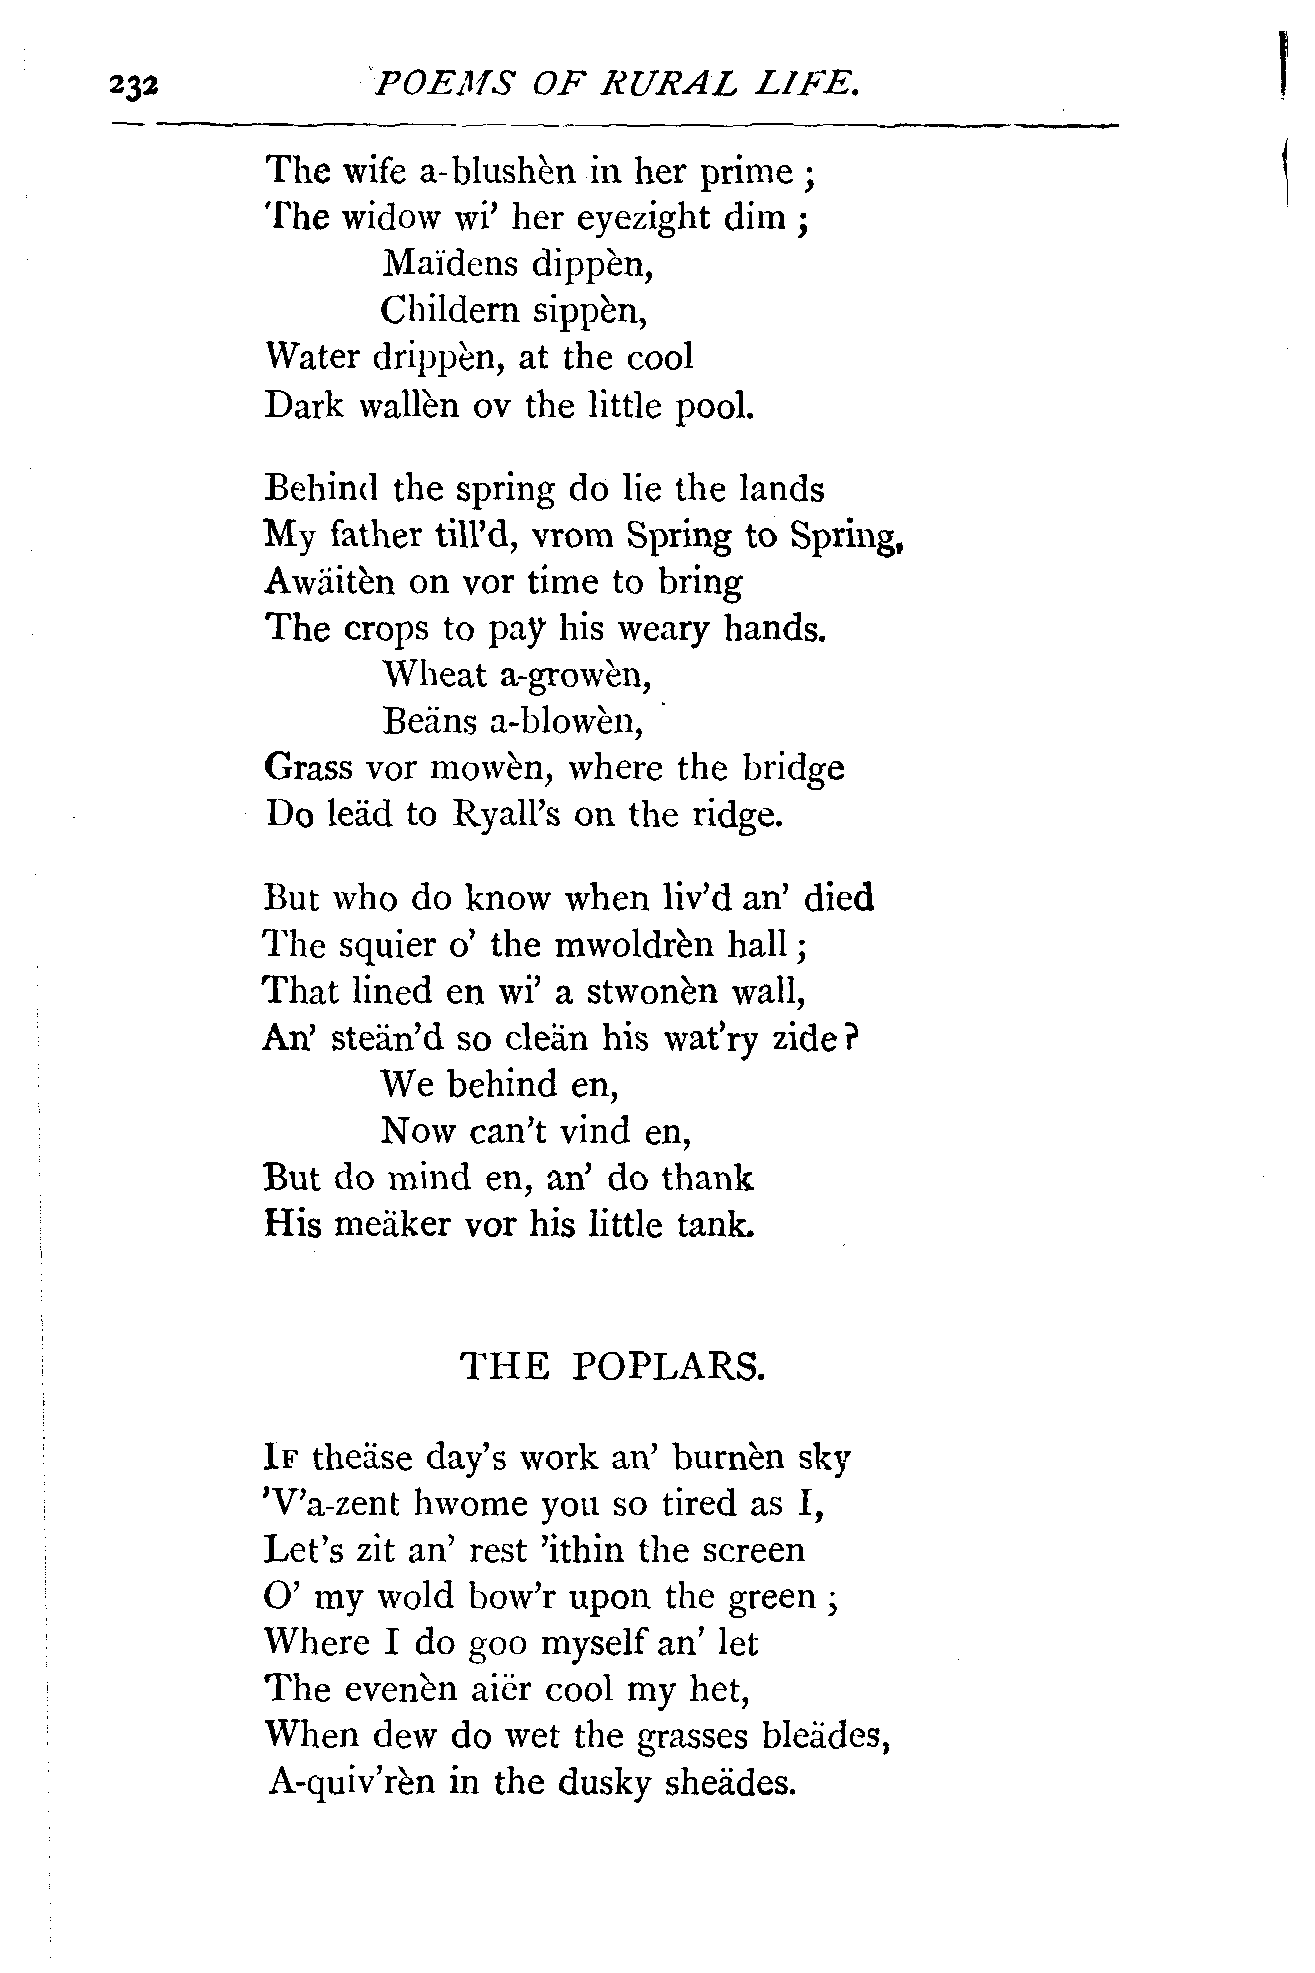 232 POEMS OF RURAL LIFE.
The wife a-blushèn in her prime ;
The widow wi' her eyezight dim ;
Maïdens dippèn,
Childern sippèn,
Water drippèn, at the cool
Dark wallèn ov the little pool.
Behind the spring do lie the lands
My father till'd, vrom Spring to Spring,
Awäitèn on vor time to bring
The crops to pay his weary hands.
Wheat a-growèn,
Beäns a-blowèn,
Grass vor mowèn, where the bridge
Do leäd to Ryall's on the ridge.
But who do know when liv'd an' died
The squier o' the mwoldrèn hall ;
That lined en wi' a stwonèn wall,
An' steän'd so cleän his wat'ry zide ?
We behind en,
Now can't vind en,
But do mind en, an' do thank
His meäker vor his little tank.
THE POPLARS.
IF theäse day's work an' burnèn sky
'V'a-zent hwome you so tired as I,
Let's zit an' rest 'ithin the screen
O' my wold bow'r upon the green ;
Where I do goo myself an' let
The evenèn aiër cool my het,
When dew do wet the grasses bleädes,
A-quiv'rèn in the dusky sheädes.